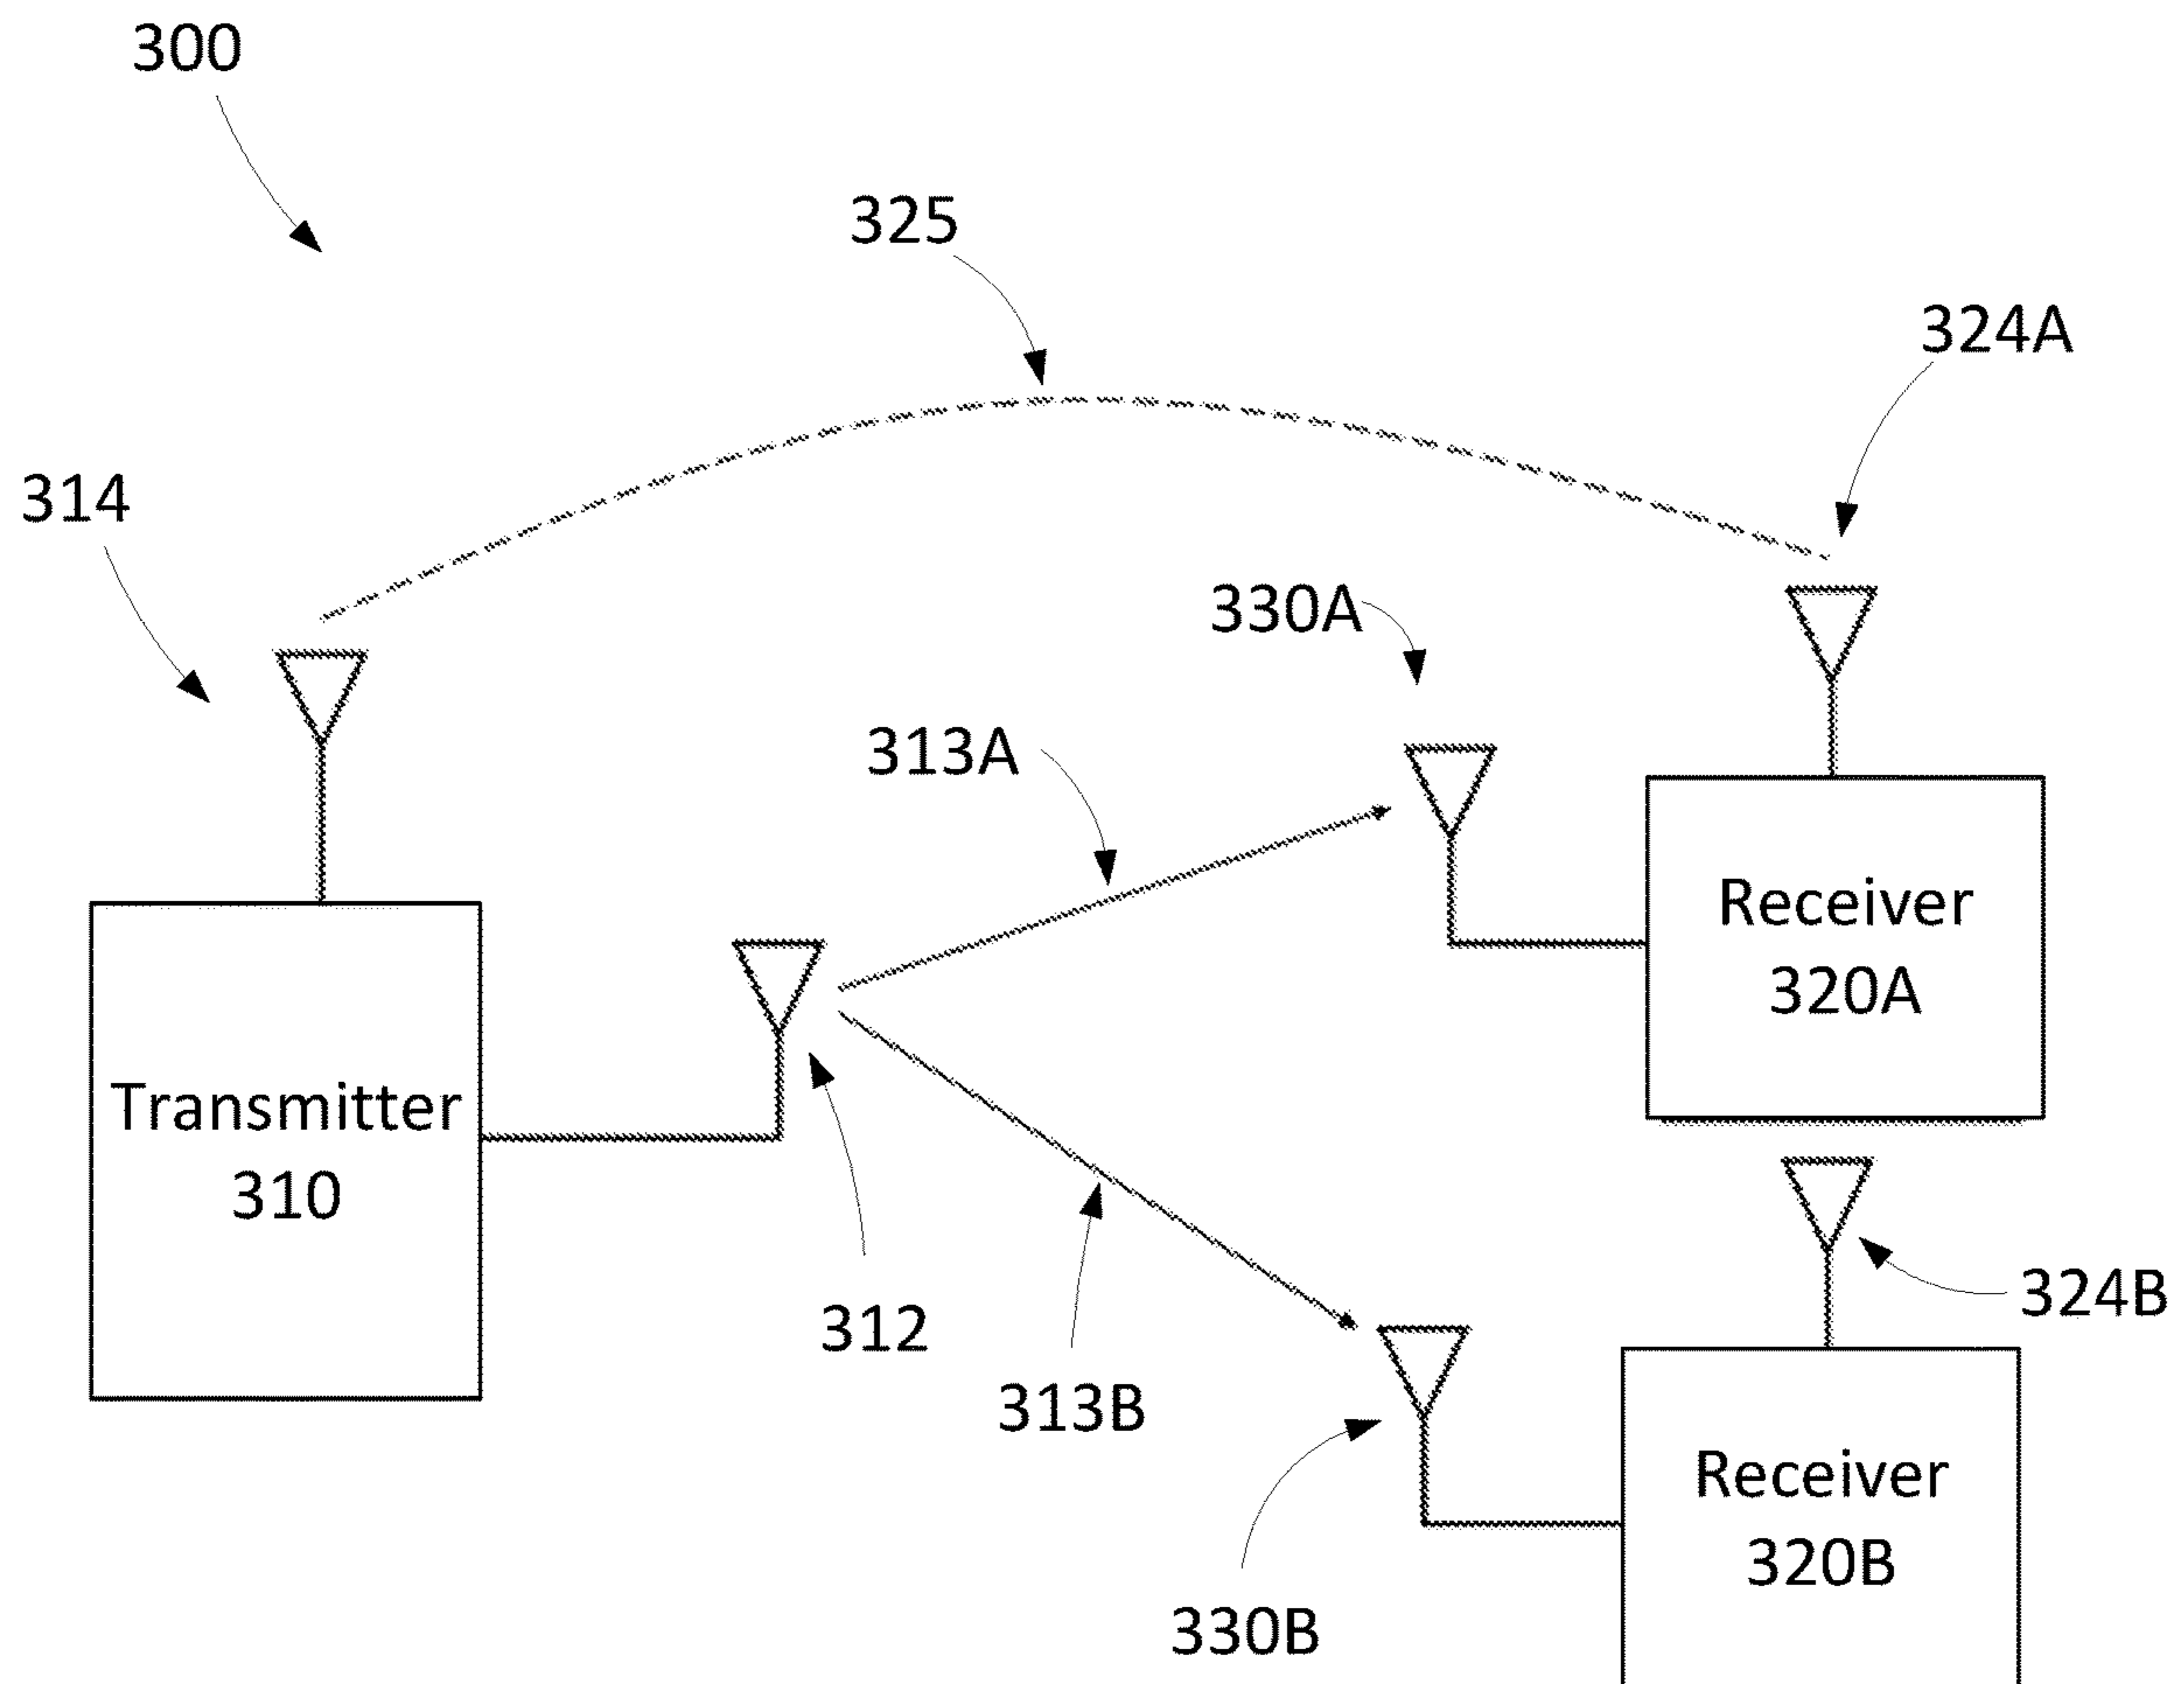 300
325
324A
314
330A
313A
Receiver
320A
Transmitter
310
312
324B
313B
Receiver
320B
330B